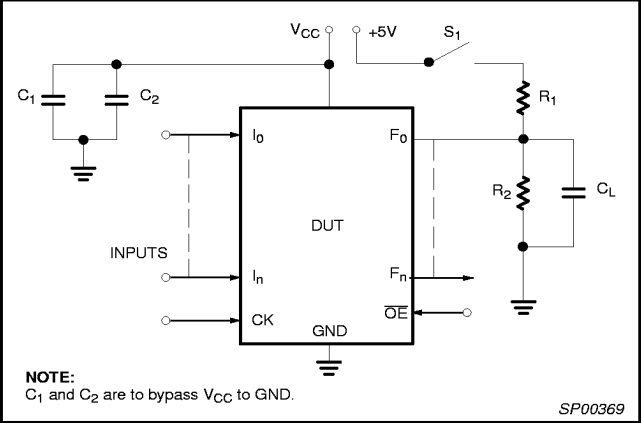 VCC +5V S1
C1 C2 R1
I0 F0
R2 CL
DUT
INPUTS
In Fn
CK OE
GND
NOTE:
C1 and C2 are to bypass VCC to GND.
SP00369